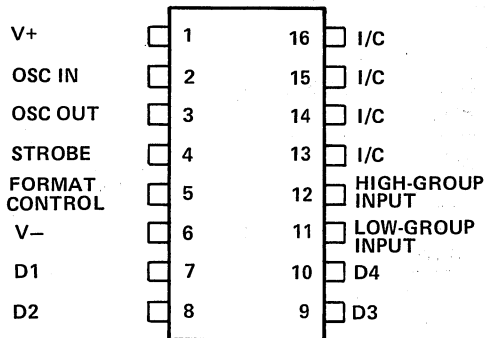 V+ 1 16 I/C
OSC IN 2 15 I/C
OSC OUT 3 14 I/C
STROBE 4 13 I/C
FORMAT CONTROL 5 12 HIGH-GROUP INPUT
V– 6 11 LOW-GROUP INPUT
D1 7 10 D4
D2 8 9 D3